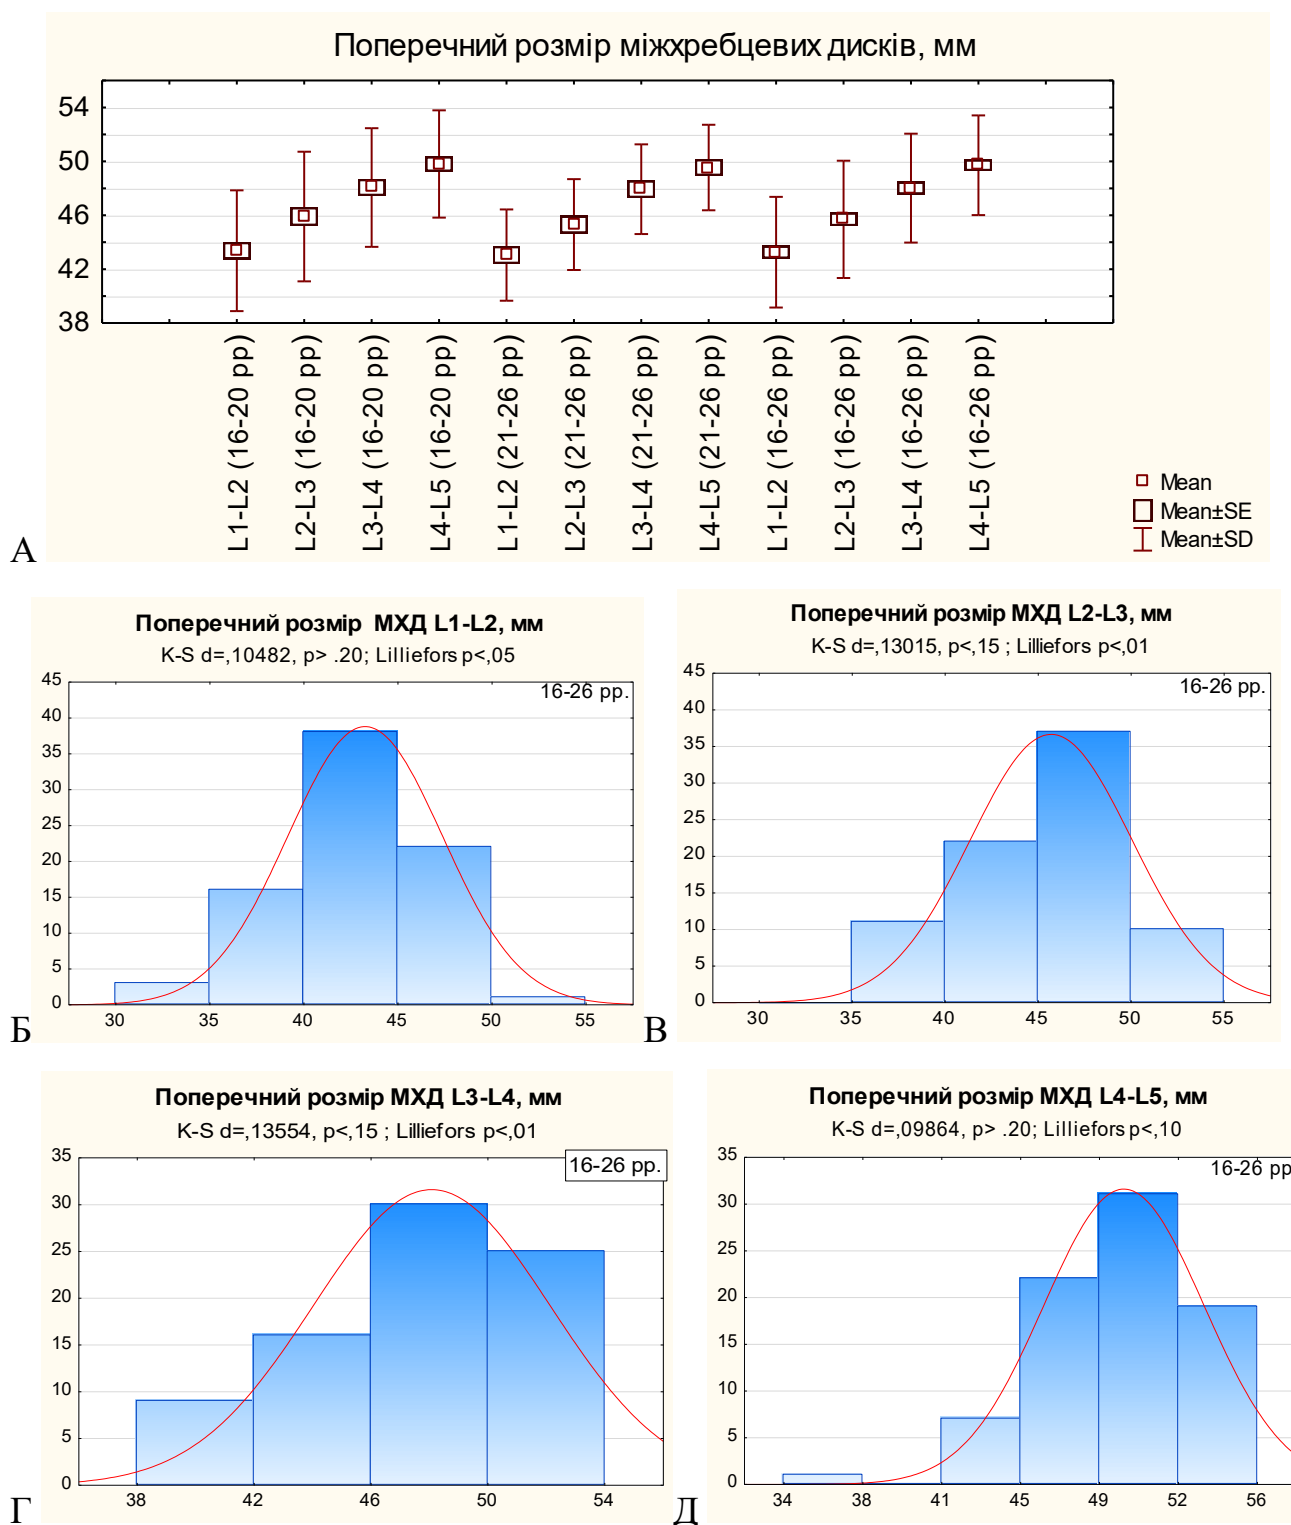 Поперечний розмір міжхребцевих дисків, мм
54
50
46
42
38
L1-L2 (16-20 рр)
L2-L3 (16-20 рр)
L3-L4 (16-20 рр)
L4-L5 (16-20 рр)
L1-L2 (21-26 рр)
L2-L3 (21-26 рр)
L3-L4 (21-26 рр)
L4-L5 (21-26 рр)
L1-L2 (16-26 рр)
L2-L3 (16-26 рр)
L3-L4 (16-26 рр)
L4-L5 (16-26 рр)
Mean
Mean±SE
Mean±SD
А
Поперечний розмір МХД L1-L2, мм
K-S d=,10482, p> .20; Lilliefors p<,05
16-26 рр.
45
40
35
30
25
20
15
10
5
0
30 35 40 45 50 55
Б
Поперечний розмір МХД L2-L3, мм
K-S d=,13015, p<,15 ; Lilliefors p<,01
16-26 рр.
45
40
35
30
25
20
15
10
5
0
30 35 40 45 50 55
В
Поперечний розмір МХД L3-L4, мм
K-S d=,13554, p<,15 ; Lilliefors p<,01
16-26 рр.
35
30
25
20
15
10
5
0
38 42 46 50 54
Г
Поперечний розмір МХД L4-L5, мм
K-S d=,09864, p> .20; Lilliefors p<,10
16-26 рр
35
30
25
20
15
10
5
0
34 38 41 45 49 52 56
Д